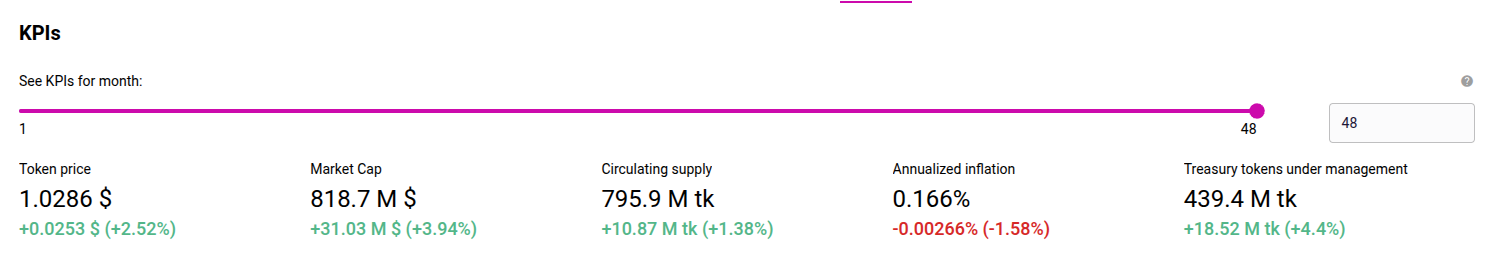 KPIs
See KPIs for month:
?
1
48
48
Token price
1.0286 $
+0.0253 $ (+2.52%)
Market Cap
818.7 M $
+31.03 M $ (+3.94%)
Circulating supply
795.9 M tk
+10.87 M tk (+1.38%)
Annualized inflation
0.166%
-0.00266% (-1.58%)
Treasury tokens under management
439.4 M tk
+18.52 M tk (+4.4%)